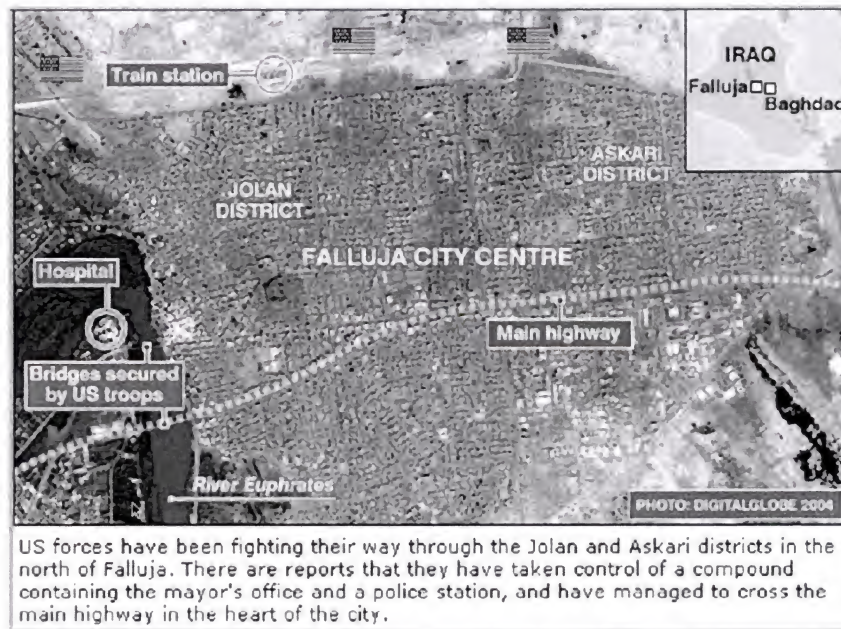 IRAQ
Falluja
Baghdad
Train station
ASKARI
DISTRICT
JOLAN
DISTRICT
FALLUJA CITY CENTRE
Hospital
Main highway
Bridges secured
by US troops
River Euphrates
PHOTO: DIGITALGLOBE 2004
US forces have been fighting their way through the Jolan and Askari districts in the
north of Falluja. There are reports that they have taken control of a compound
containing the mayor's office and a police station, and have managed to cross the
main highway in the heart of the city.